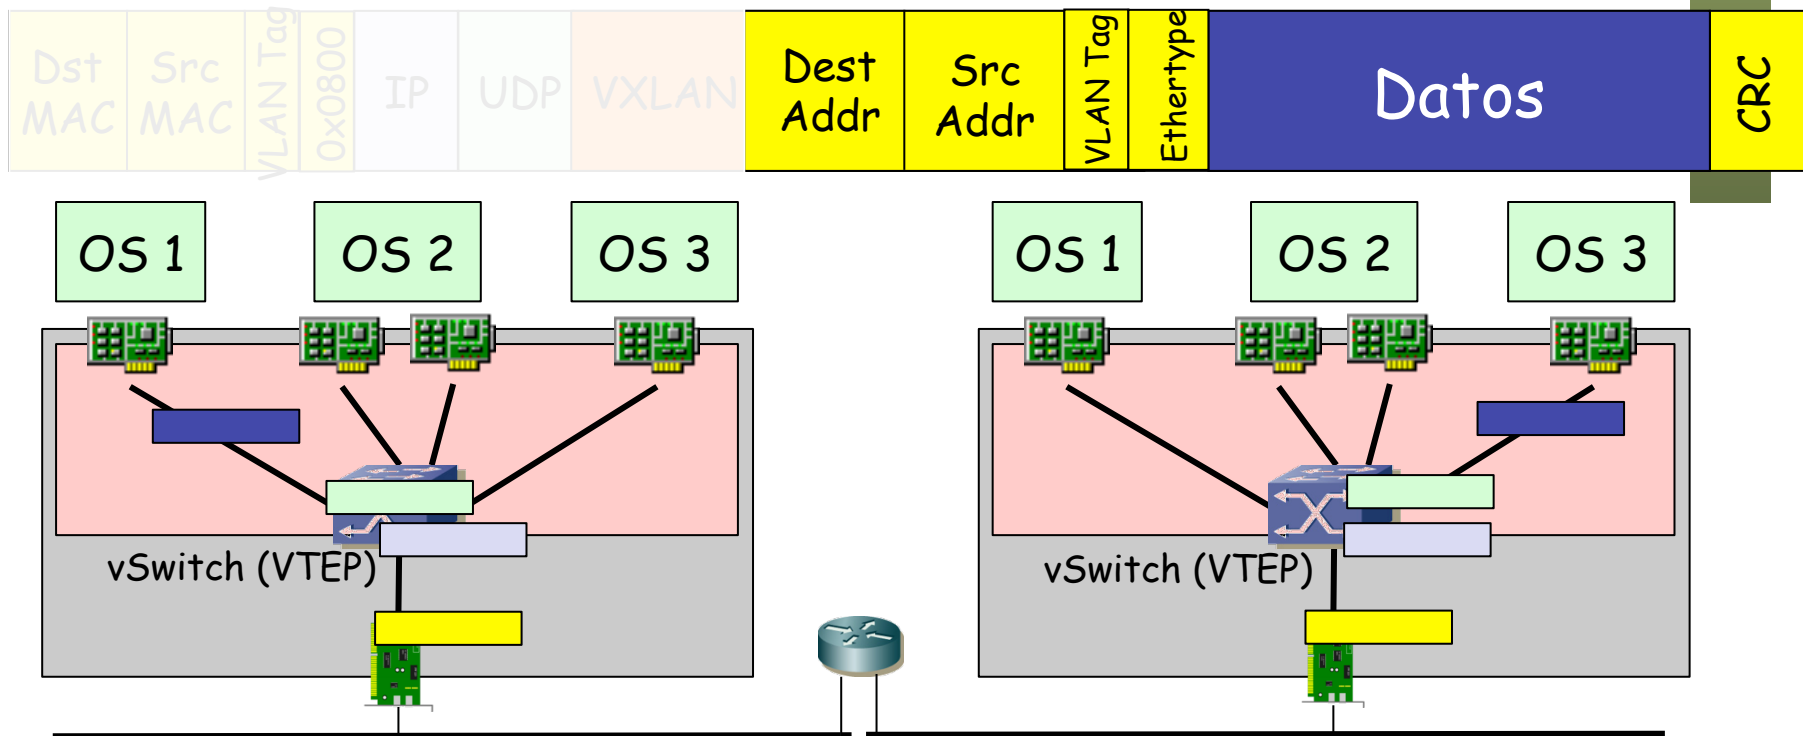 Dst
MAC
Src
MAC
VLAN Tag
0x0800
IP
UDP
VXLAN
Dest
Addr
Src
Addr
VLAN Tag
Ethertype
Datos
CRC
OS 1
OS 2
OS 3
OS 1
OS 2
OS 3
vSwitch (VTEP)
vSwitch (VTEP)